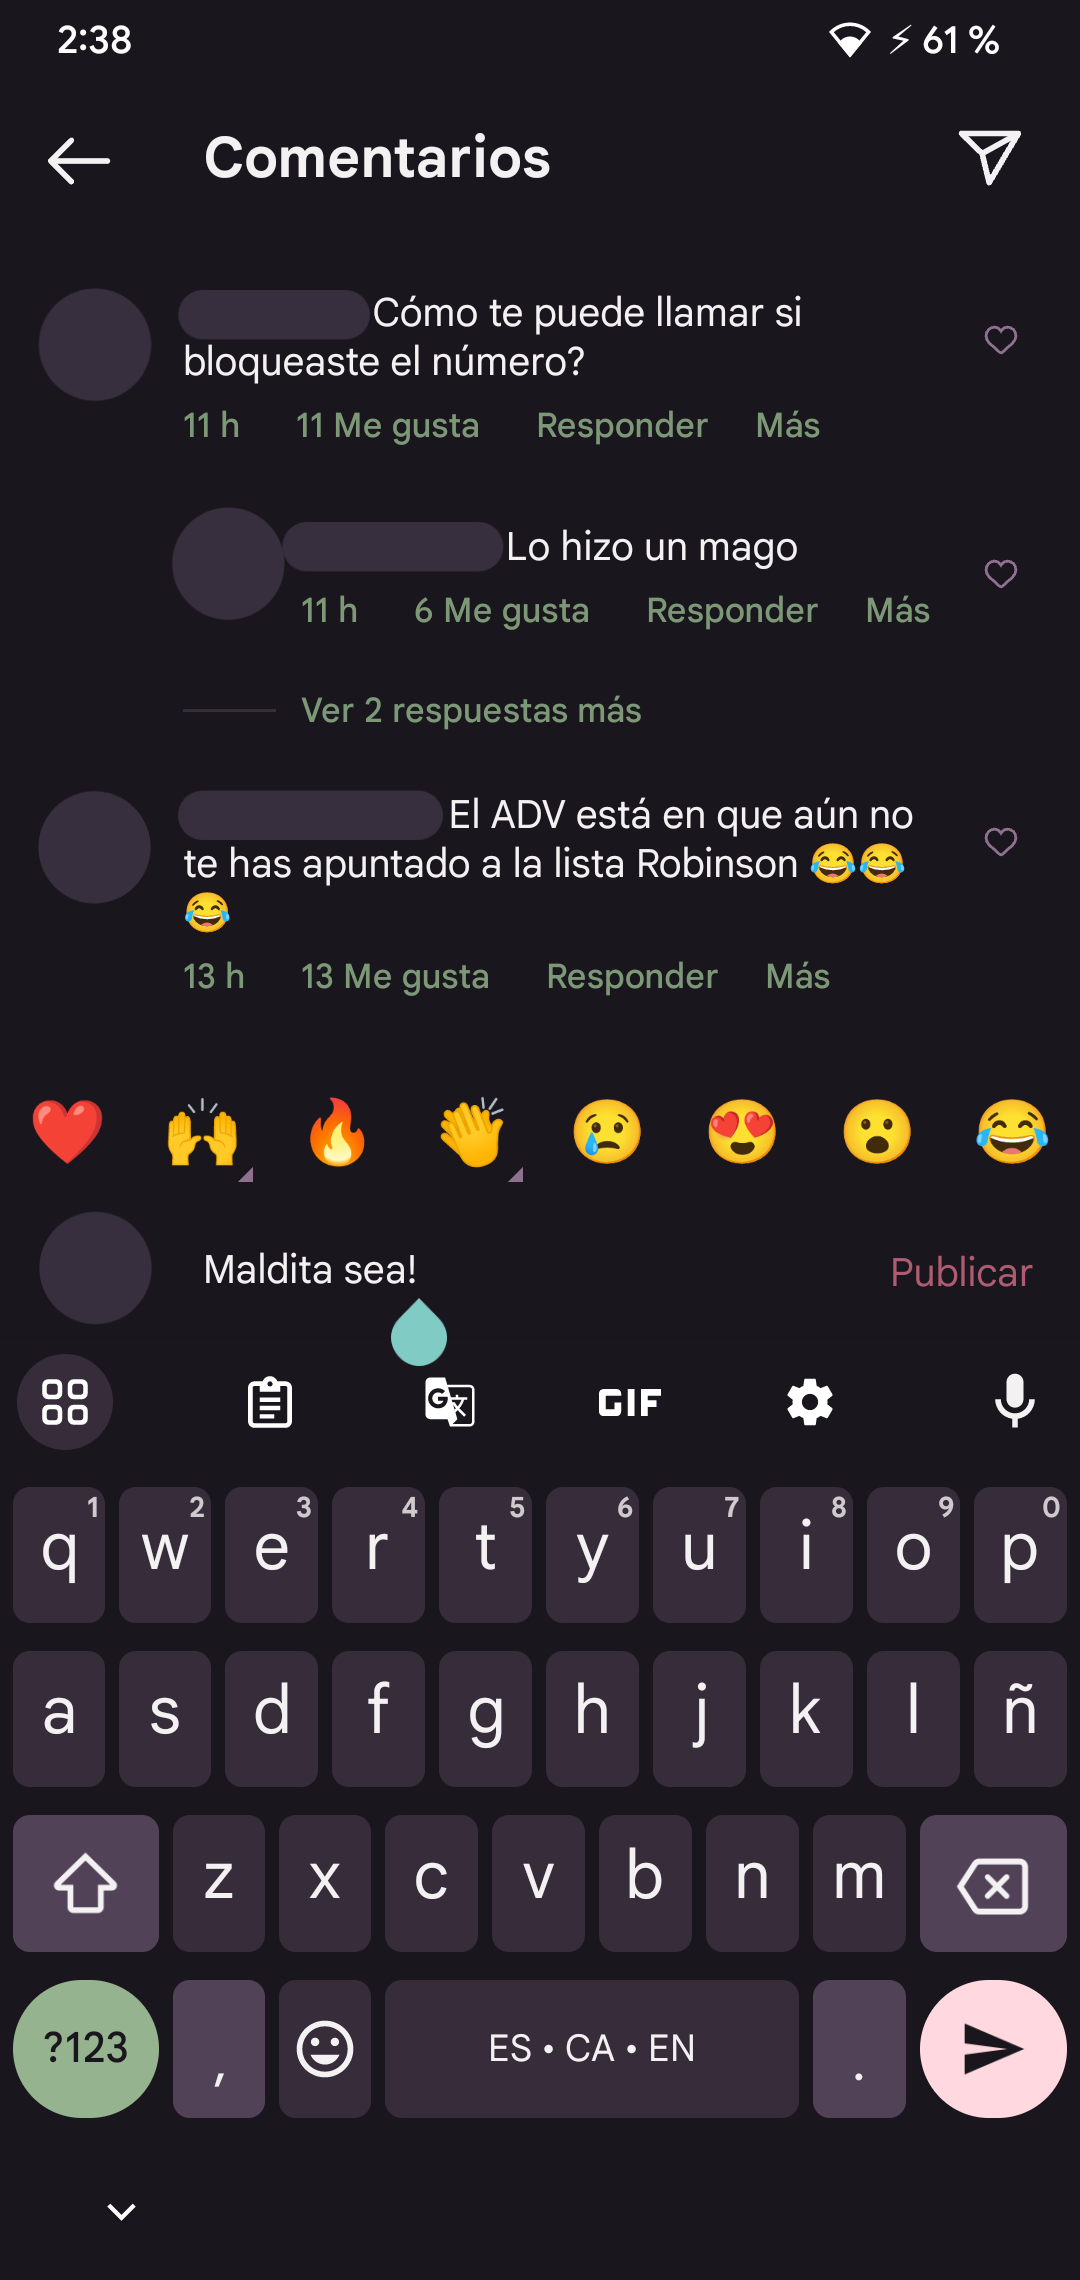 2:38
61 %
Comentarios
Cómo te puede llamar si
bloqueaste el número?
11 h 11 Me gusta Responder Más
Lo hizo un mago
11 h 6 Me gusta Responder Más
Ver 2 respuestas más
El ADV está en que aún no
te has apuntado a la lista Robinson 😂😂
😂
13 h 13 Me gusta Responder Más
Maldita sea!
Publicar
GIF
q 1 w 2 e 3 r 4 t 5 y 6 u 7 i 8 o 9 p 0
a s d f g h j k l ñ
z x c v b n m
?123 , ES • CA • EN .